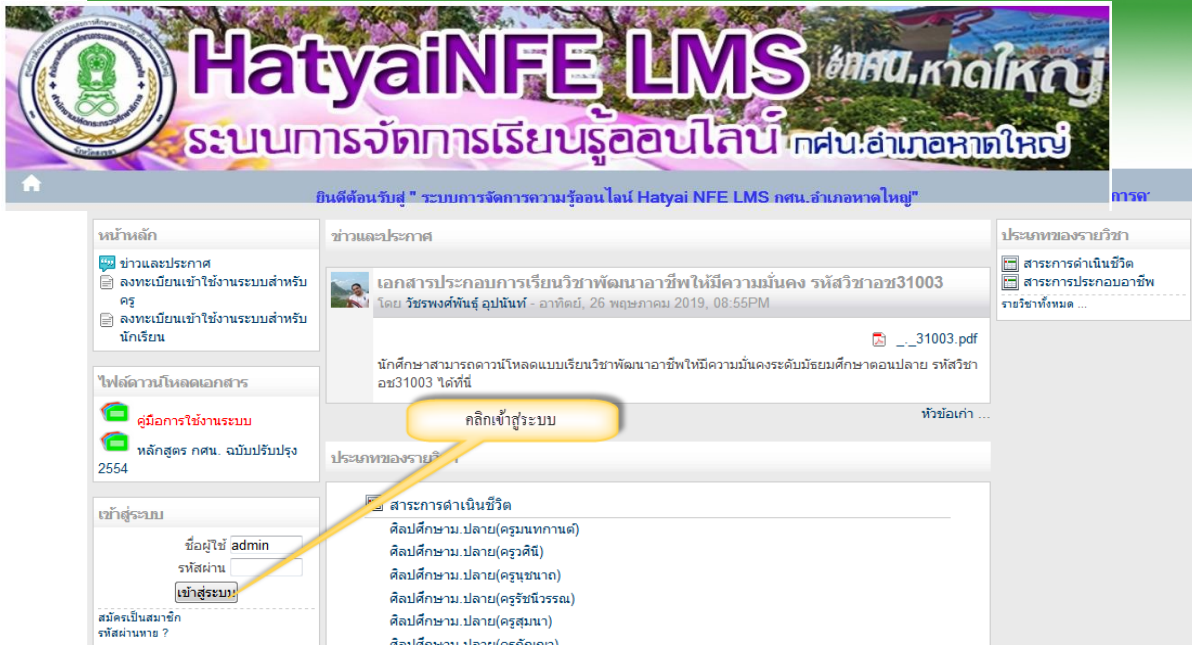 HatyaiNFE LMS
ระบบการจัดการเรียนรู้ออนไลน์ กศน.อำเภอหาดใหญ่
ยินดีต้อนรับสู่ " ระบบการจัดการความรู้ออนไลน์ Hatyai NFE LMS กศน.อำเภอหาดใหญ่"
หน้าหลัก
ข่าวและประกาศ
ลงทะเบียนเข้าใช้งานระบบสำหรับ
ครู
ลงทะเบียนเข้าใช้งานระบบสำหรับ
นักเรียน
ไฟล์ดาวน์โหลดเอกสาร
คู่มือการใช้งานระบบ
หลักสูตร กศน. ฉบับปรับปรุง
2554
เข้าสู่ระบบ
ชื่อผู้ใช้ admin
รหัสผ่าน
เข้าสู่ระบบ
สมัครเป็นสมาชิก
รหัสผ่านหาย ?
ข่าวและประกาศ
เอกสารประกอบการเรียนวิชาพัฒนาอาชีพให้มีความมั่นคง รหัสวิชาอช31003
โดย วัชรพงศ์พันธุ์ อุปนันท์ - อาทิตย์, 26 พฤษภาคม 2019, 08:55PM
_._31003.pdf
นักศึกษาสามารถดาวน์โหลดแบบเรียนวิชาพัฒนาอาชีพให้มีความมั่นคงระดับมัธยมศึกษาตอนปลาย รหัสวิชา
อช31003 ได้ที่นี่
หัวข้อเก่า ...
คลิกเข้าสู่ระบบ
ประเภทของรายวิชา
สาระการดำเนินชีวิต
ศิลปศึกษาม.ปลาย(ครูมนทกานต์)
ศิลปศึกษาม.ปลาย(ครูวศินี)
ศิลปศึกษาม.ปลาย(ครูนุชนาถ)
ศิลปศึกษาม.ปลาย(ครูรัชนีวรรณ)
ศิลปศึกษาม.ปลาย(ครูสุมนา)
ประเภทของรายวิชา
สาระการดำเนินชีวิต
สาระการประกอบอาชีพ
รายวิชาทั้งหมด ...